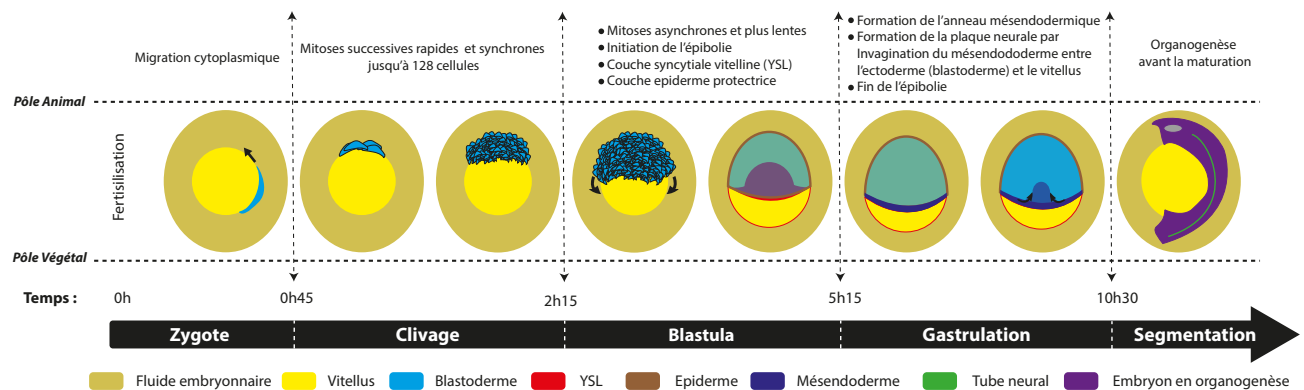 Migration cytoplasmique
Mitoses successives rapides et synchrones
jusqu'à 128 cellules
● Mitoses asynchrones et plus lentes
● Initiation de l'épibolie
● Couche syncytiale vitelline (YSL)
● Couche epiderme protectrice
● Formation de l'anneau mésendodermique
● Formation de la plaque neurale par
Invagination du mésendododerme entre
l'ectoderme (blastoderme) et le vitellus
● Fin de l'épibolie
Organogenèse
avant la maturation
Pôle Animal
Fertisilisation
Pôle Végétal
Temps : 0h 0h45 2h15 5h15 10h30
Zygote Clivage Blastula Gastrulation Segmentation
Fluide embryonnaire Vitellus Blastoderme YSL Epiderme Mésendoderme Tube neural Embryon en organogenèse